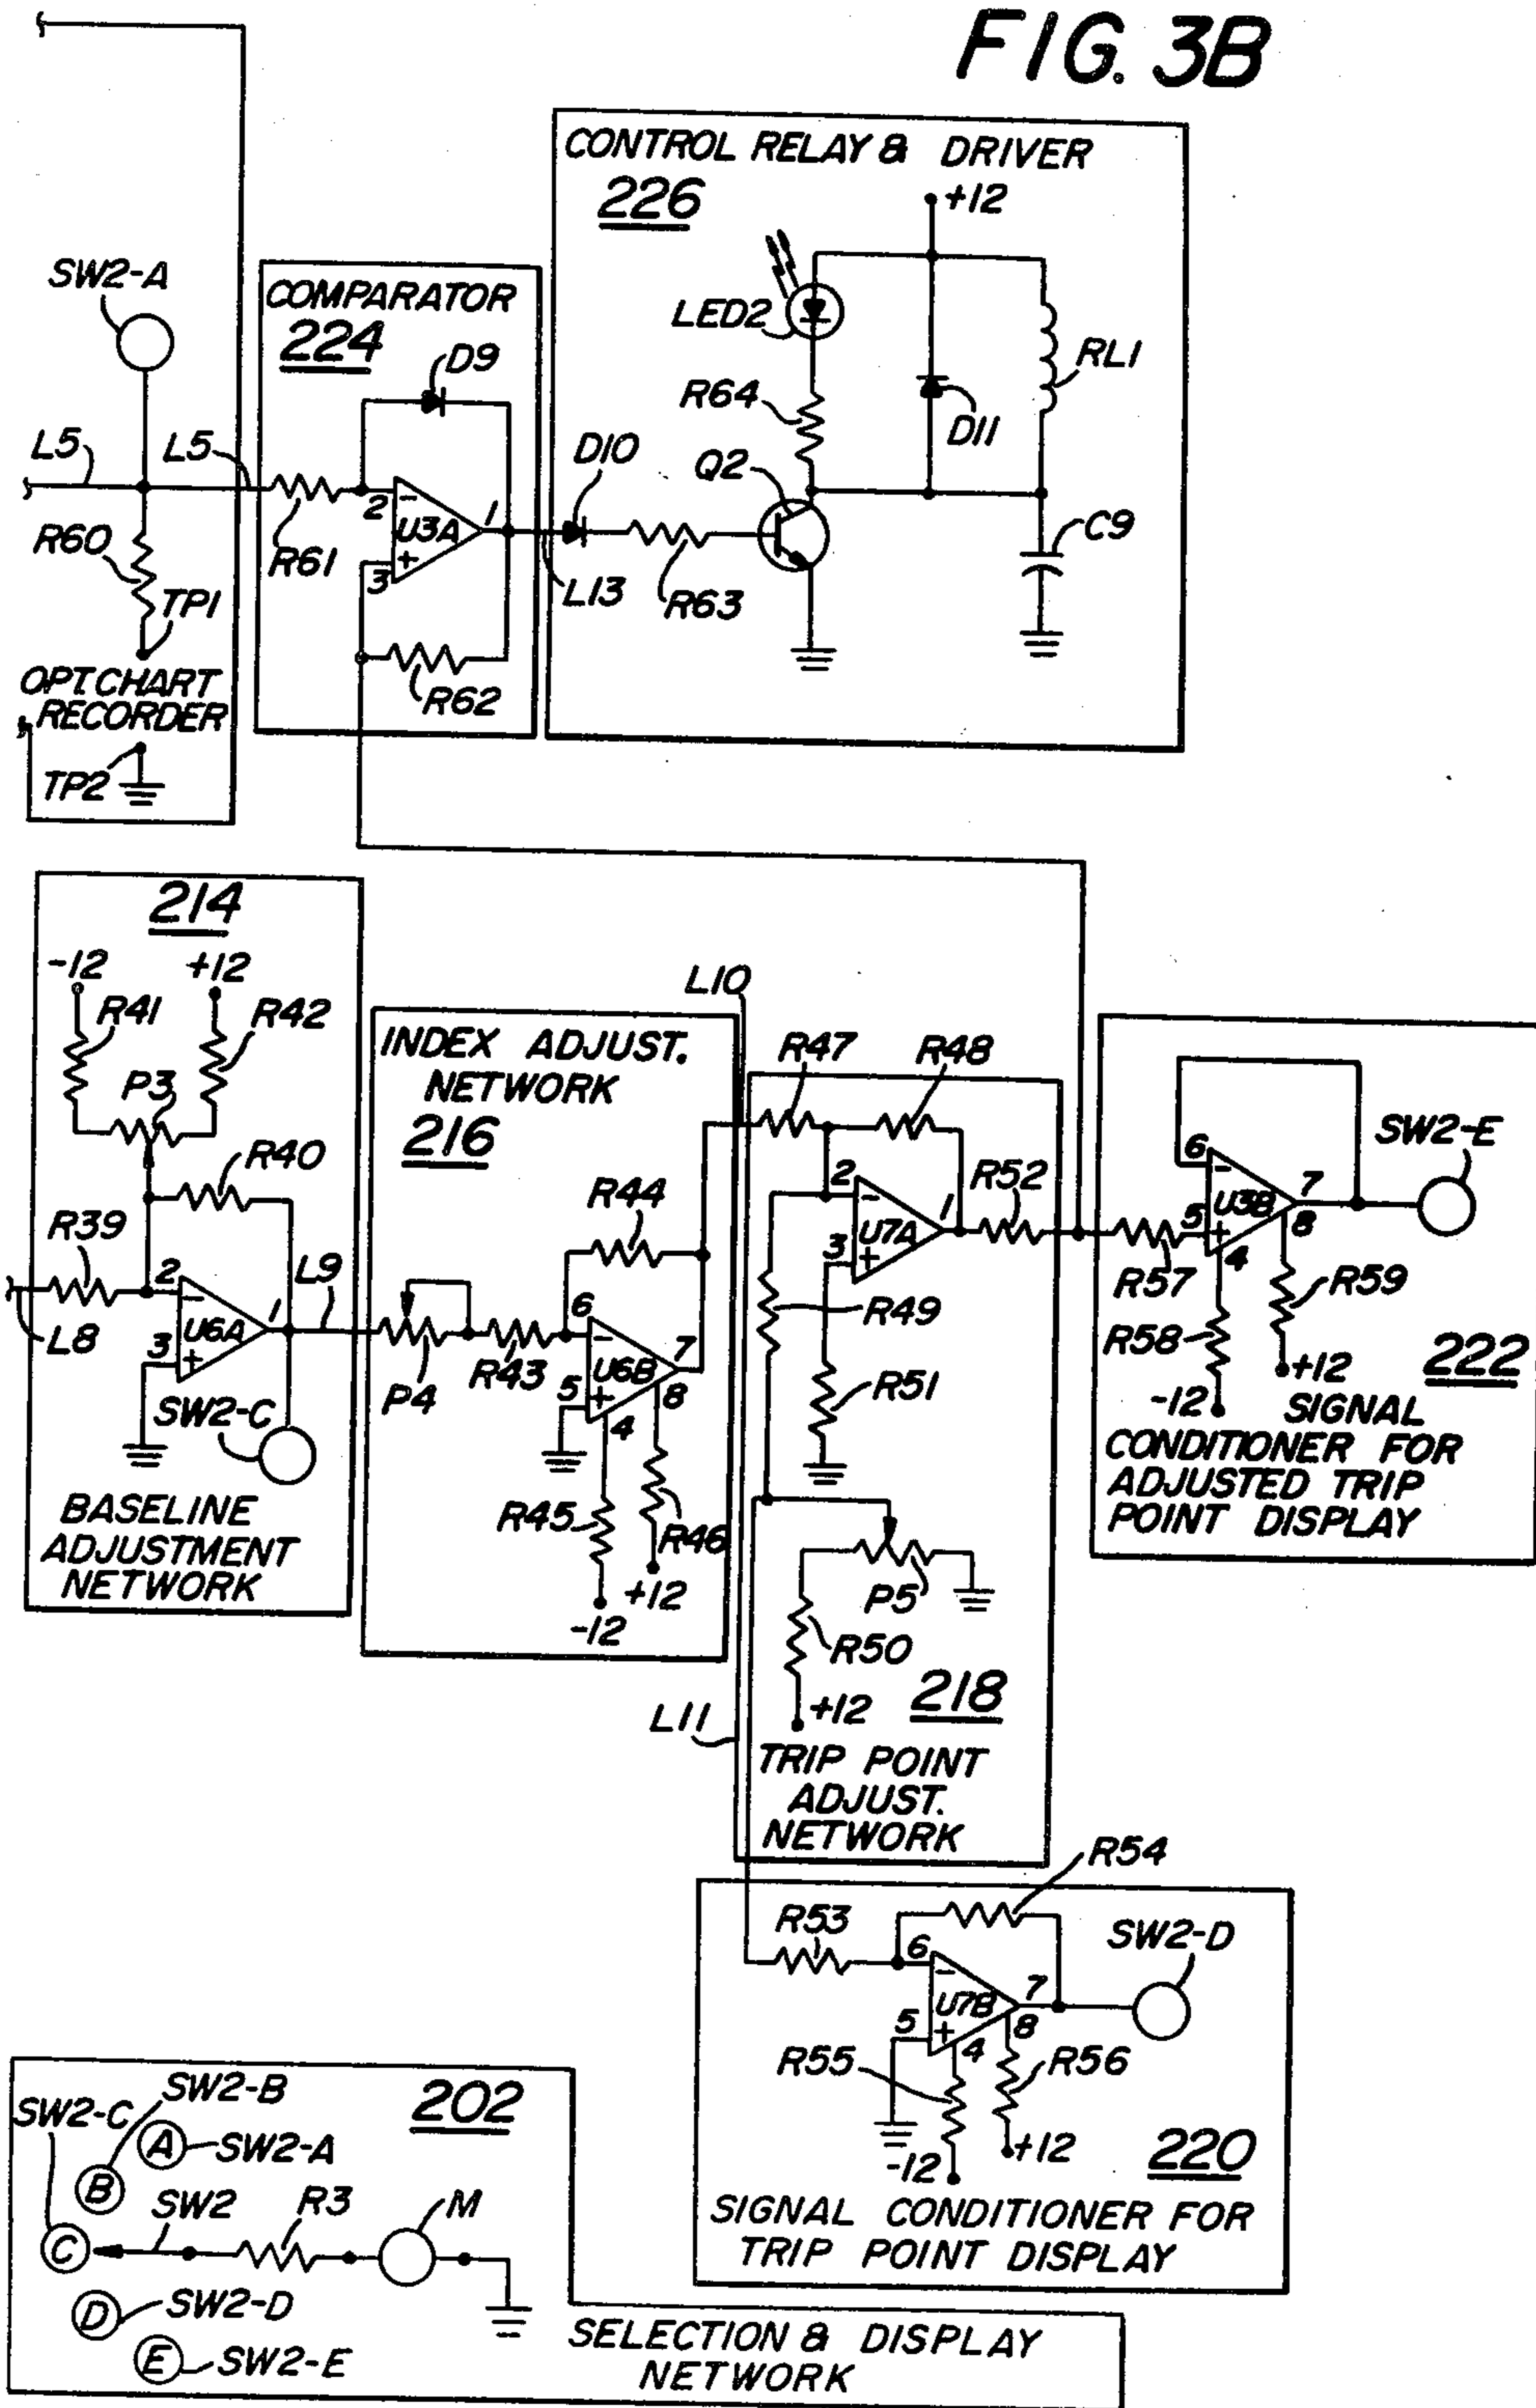 FIG. 3B
CONTROL RELAY & DRIVER
226
+12
LED2
R64
D11
RL1
Q2
C9
D10
R63
L13
SW2-A
COMPARATOR
224
D9
L5
L5
R61
2
-
U3A
1
3
+
R62
R60
TP1
OPT. CHART
RECORDER
TP2
214
-12
+12
R41
R42
P3
R40
R39
L8
2
-
U6A
1
3
+
L9
SW2-C
BASELINE
ADJUSTMENT
NETWORK
INDEX ADJUST.
NETWORK
216
R44
P4
R43
6
-
U6B
7
5
+
4
8
R45
R46
+12
-12
L10
R47
R48
2
-
U7A
1
3
+
R52
R49
R51
P5
R50
+12
218
L11
TRIP POINT
ADJUST.
NETWORK
SW2-E
6
-
U3B
7
5
+
4
8
R57
R58
R59
+12
-12
222
SIGNAL
CONDITIONER FOR
ADJUSTED TRIP
POINT DISPLAY
R54
R53
SW2-D
6
-
U7B
7
5
+
4
8
R55
R56
-12
+12
220
SIGNAL CONDITIONER FOR
TRIP POINT DISPLAY
202
SW2-B
SW2-C
A
SW2-A
B
SW2
R3
M
C
D
SW2-D
E
SW2-E
SELECTION & DISPLAY
NETWORK